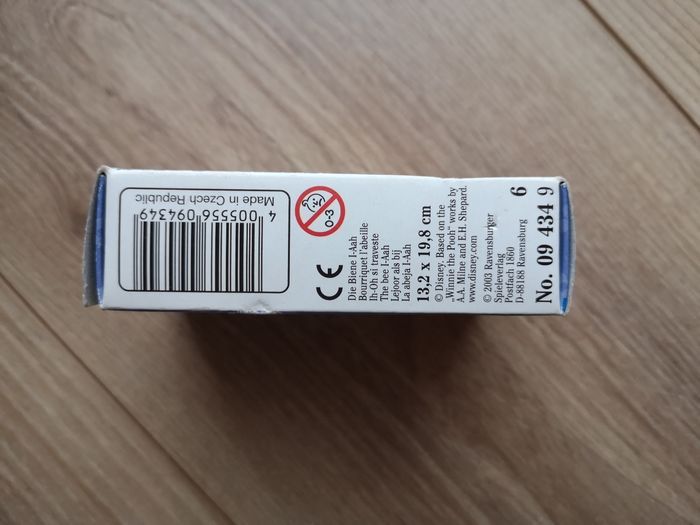 Made in Czech Republic
4 005556 094349
0-3
CE
Die Biene I-Aah
Bourriquet l'abeille
Ih-Oh si traveste
The bee I-Aah
Lejoor als bij
La abeja I-Aah
13,2 x 19,8 cm
© Disney. Based on the
„Winnie the Pooh" works by
A.A. Milne and E.H. Shepard.
www.disney.com
© 2003 Ravensburger
Spieleverlag
Postfach 1860
D-88188 Ravensburg
6
No. 09 434 9